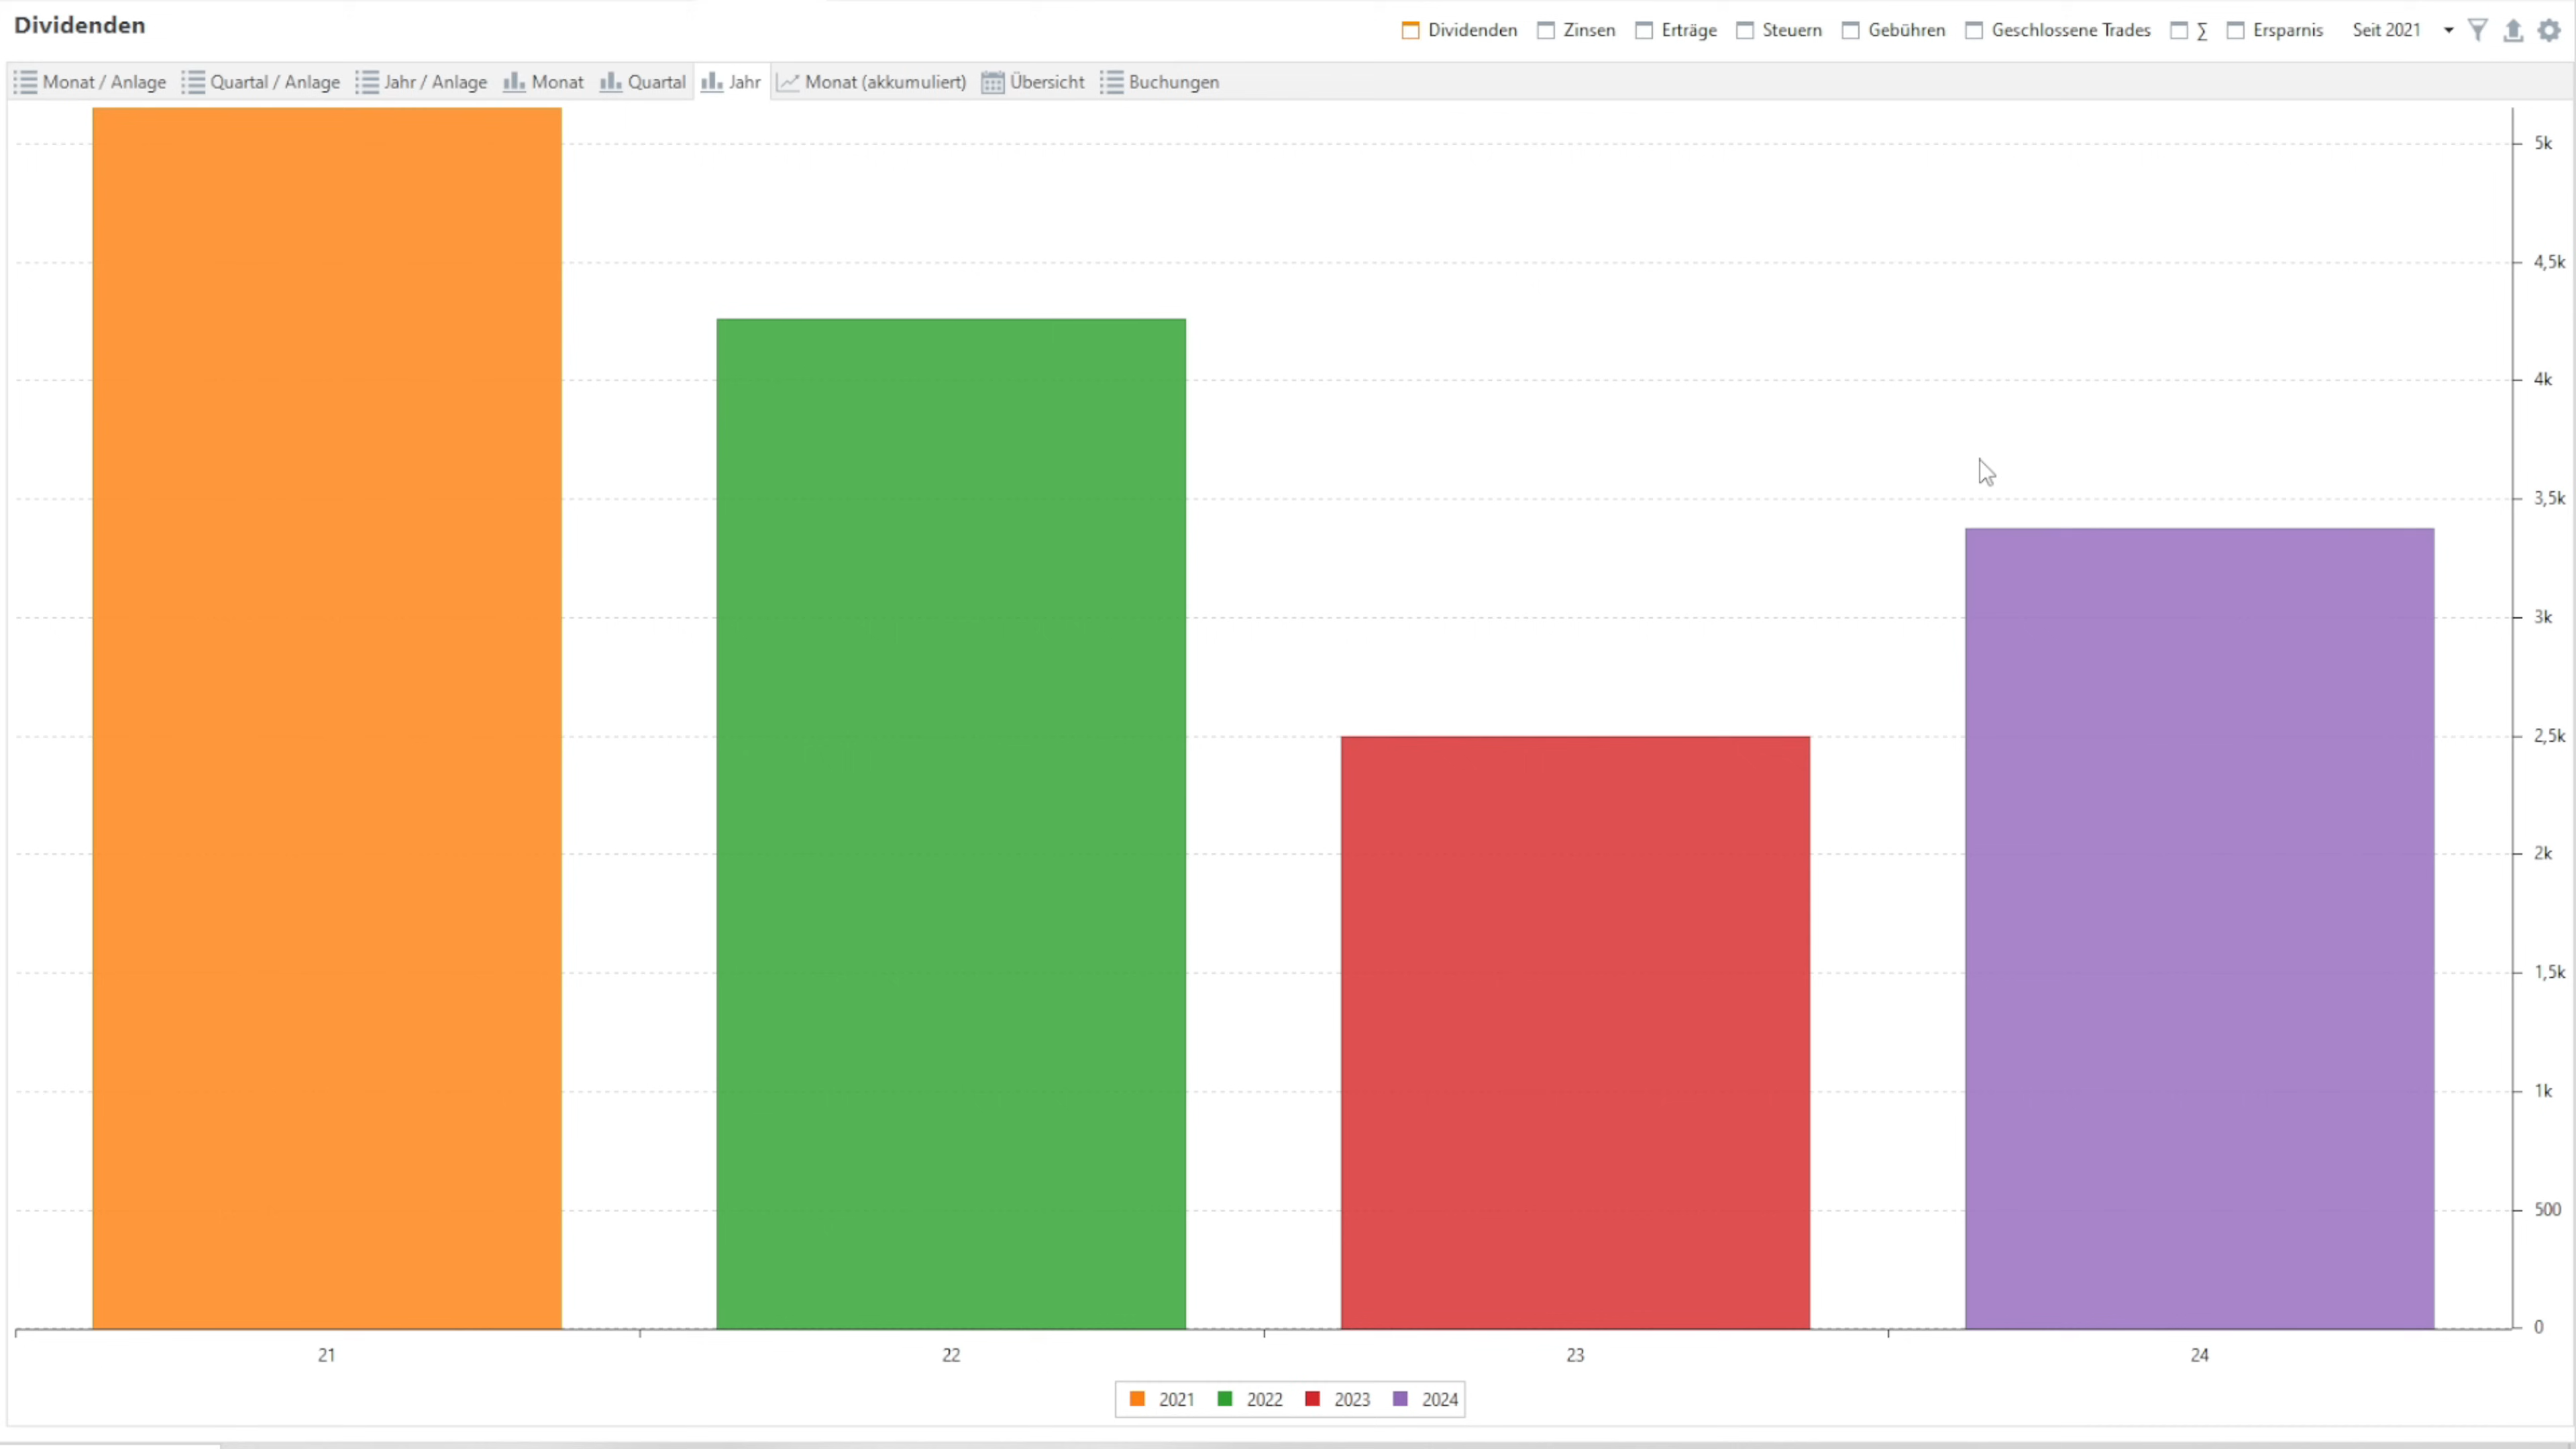 Dividenden
Dividenden Zinsen Erträge Steuern Gebühren Geschlossene Trades ∑ Ersparnis Seit 2021
Monat / Anlage Quartal / Anlage Jahr / Anlage Monat Quartal Jahr Monat (akkumuliert) Übersicht Buchungen
5k
4,5k
4k
3,5k
3k
2,5k
2k
1,5k
1k
500
0
21 22 23 24
2021 2022 2023 2024